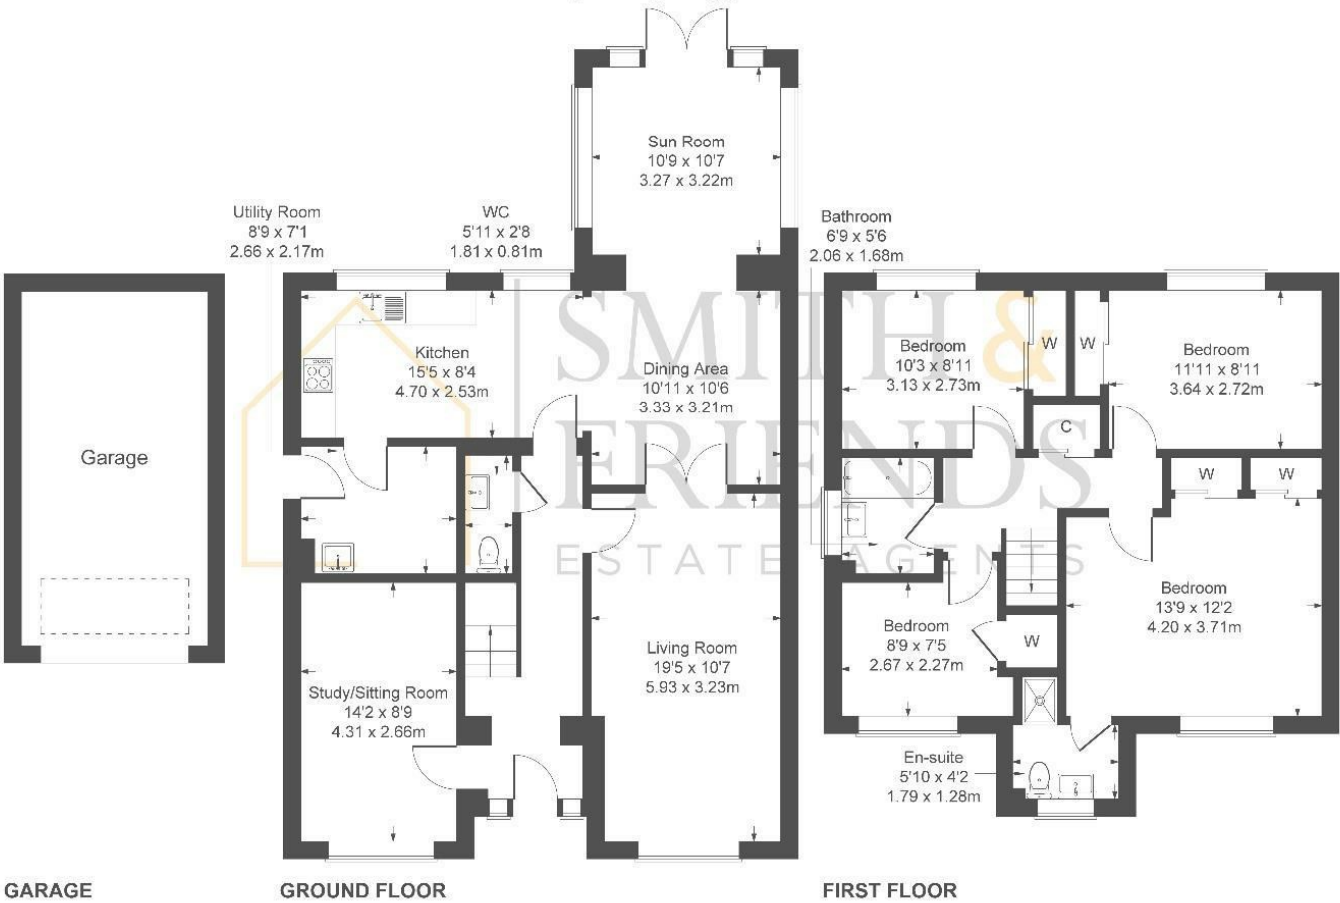 Sun Room
10'9 x 10'7
3.27 x 3.22m
Utility Room
8'9 x 7'1
2.66 x 2.17m
WC
5'11 x 2'8
1.81 x 0.81m
Bathroom
6'9 x 5'6
2.06 x 1.68m
SMITH &
FRIENDS
ESTATE AGENTS
Garage
Kitchen
15'5 x 8'4
4.70 x 2.53m
Dining Area
10'11 x 10'6
3.33 x 3.21m
Study/Sitting Room
14'2 x 8'9
4.31 x 2.66m
Living Room
19'5 x 10'7
5.93 x 3.23m
Bedroom
10'3 x 8'11
3.13 x 2.73m
W
W
Bedroom
11'11 x 8'11
3.64 x 2.72m
C
W
W
Bedroom
13'9 x 12'2
4.20 x 3.71m
Bedroom
8'9 x 7'5
2.67 x 2.27m
W
En-suite
5'10 x 4'2
1.79 x 1.28m
GARAGE
GROUND FLOOR
FIRST FLOOR